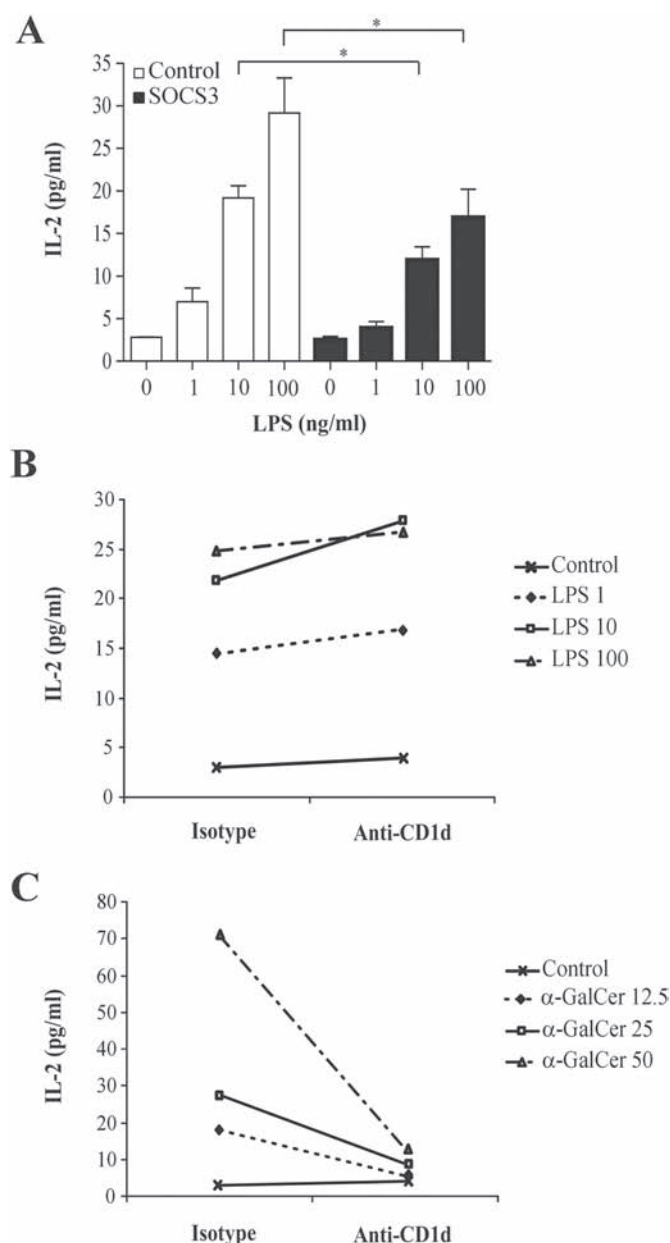 A
*
*
Control
SOCS3
35
30
25
20
15
10
5
0
IL-2 (pg/ml)
0 1 10 100 0 1 10 100
LPS (ng/ml)
B
30
25
20
15
10
5
0
IL-2 (pg/ml)
Isotype Anti-CD1d
Control
LPS 1
LPS 10
LPS 100
C
80
70
60
50
40
30
20
10
0
IL-2 (pg/ml)
Isotype Anti-CD1d
Control
α-GalCer 12.5
α-GalCer 25
α-GalCer 50